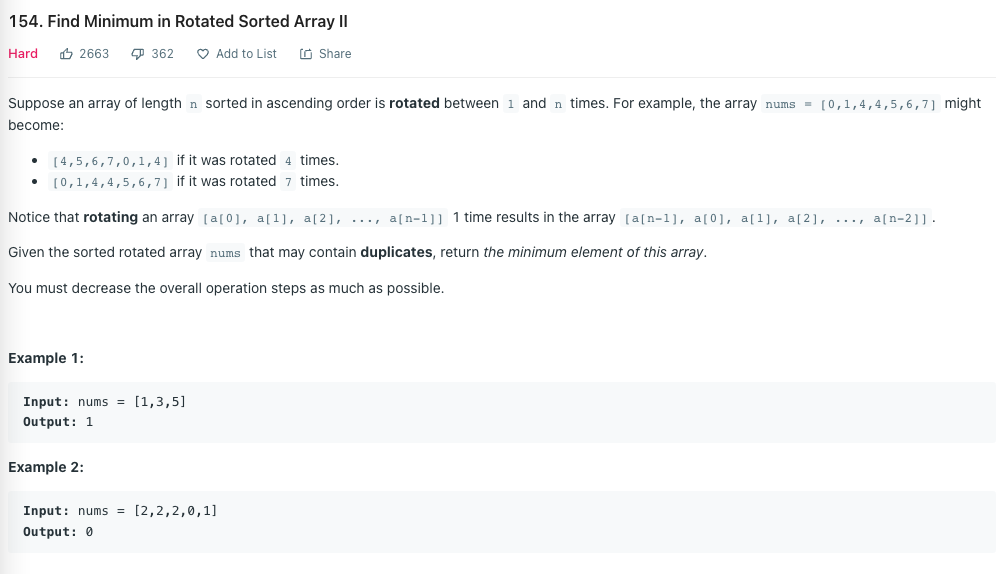 154. Find Minimum in Rotated Sorted Array II
Hard 2663 362 Add to List Share
Suppose an array of length n sorted in ascending order is rotated between 1 and n times. For example, the array nums = [0,1,4,4,5,6,7] might
become:
• [4,5,6,7,0,1,4] if it was rotated 4 times.
• [0,1,4,4,5,6,7] if it was rotated 7 times.
Notice that rotating an array [a[0], a[1], a[2], ..., a[n-1]] 1 time results in the array [a[n-1], a[0], a[1], a[2], ..., a[n-2]].
Given the sorted rotated array nums that may contain duplicates, return the minimum element of this array.
You must decrease the overall operation steps as much as possible.
Example 1:
Input: nums = [1,3,5]
Output: 1
Example 2:
Input: nums = [2,2,2,0,1]
Output: 0